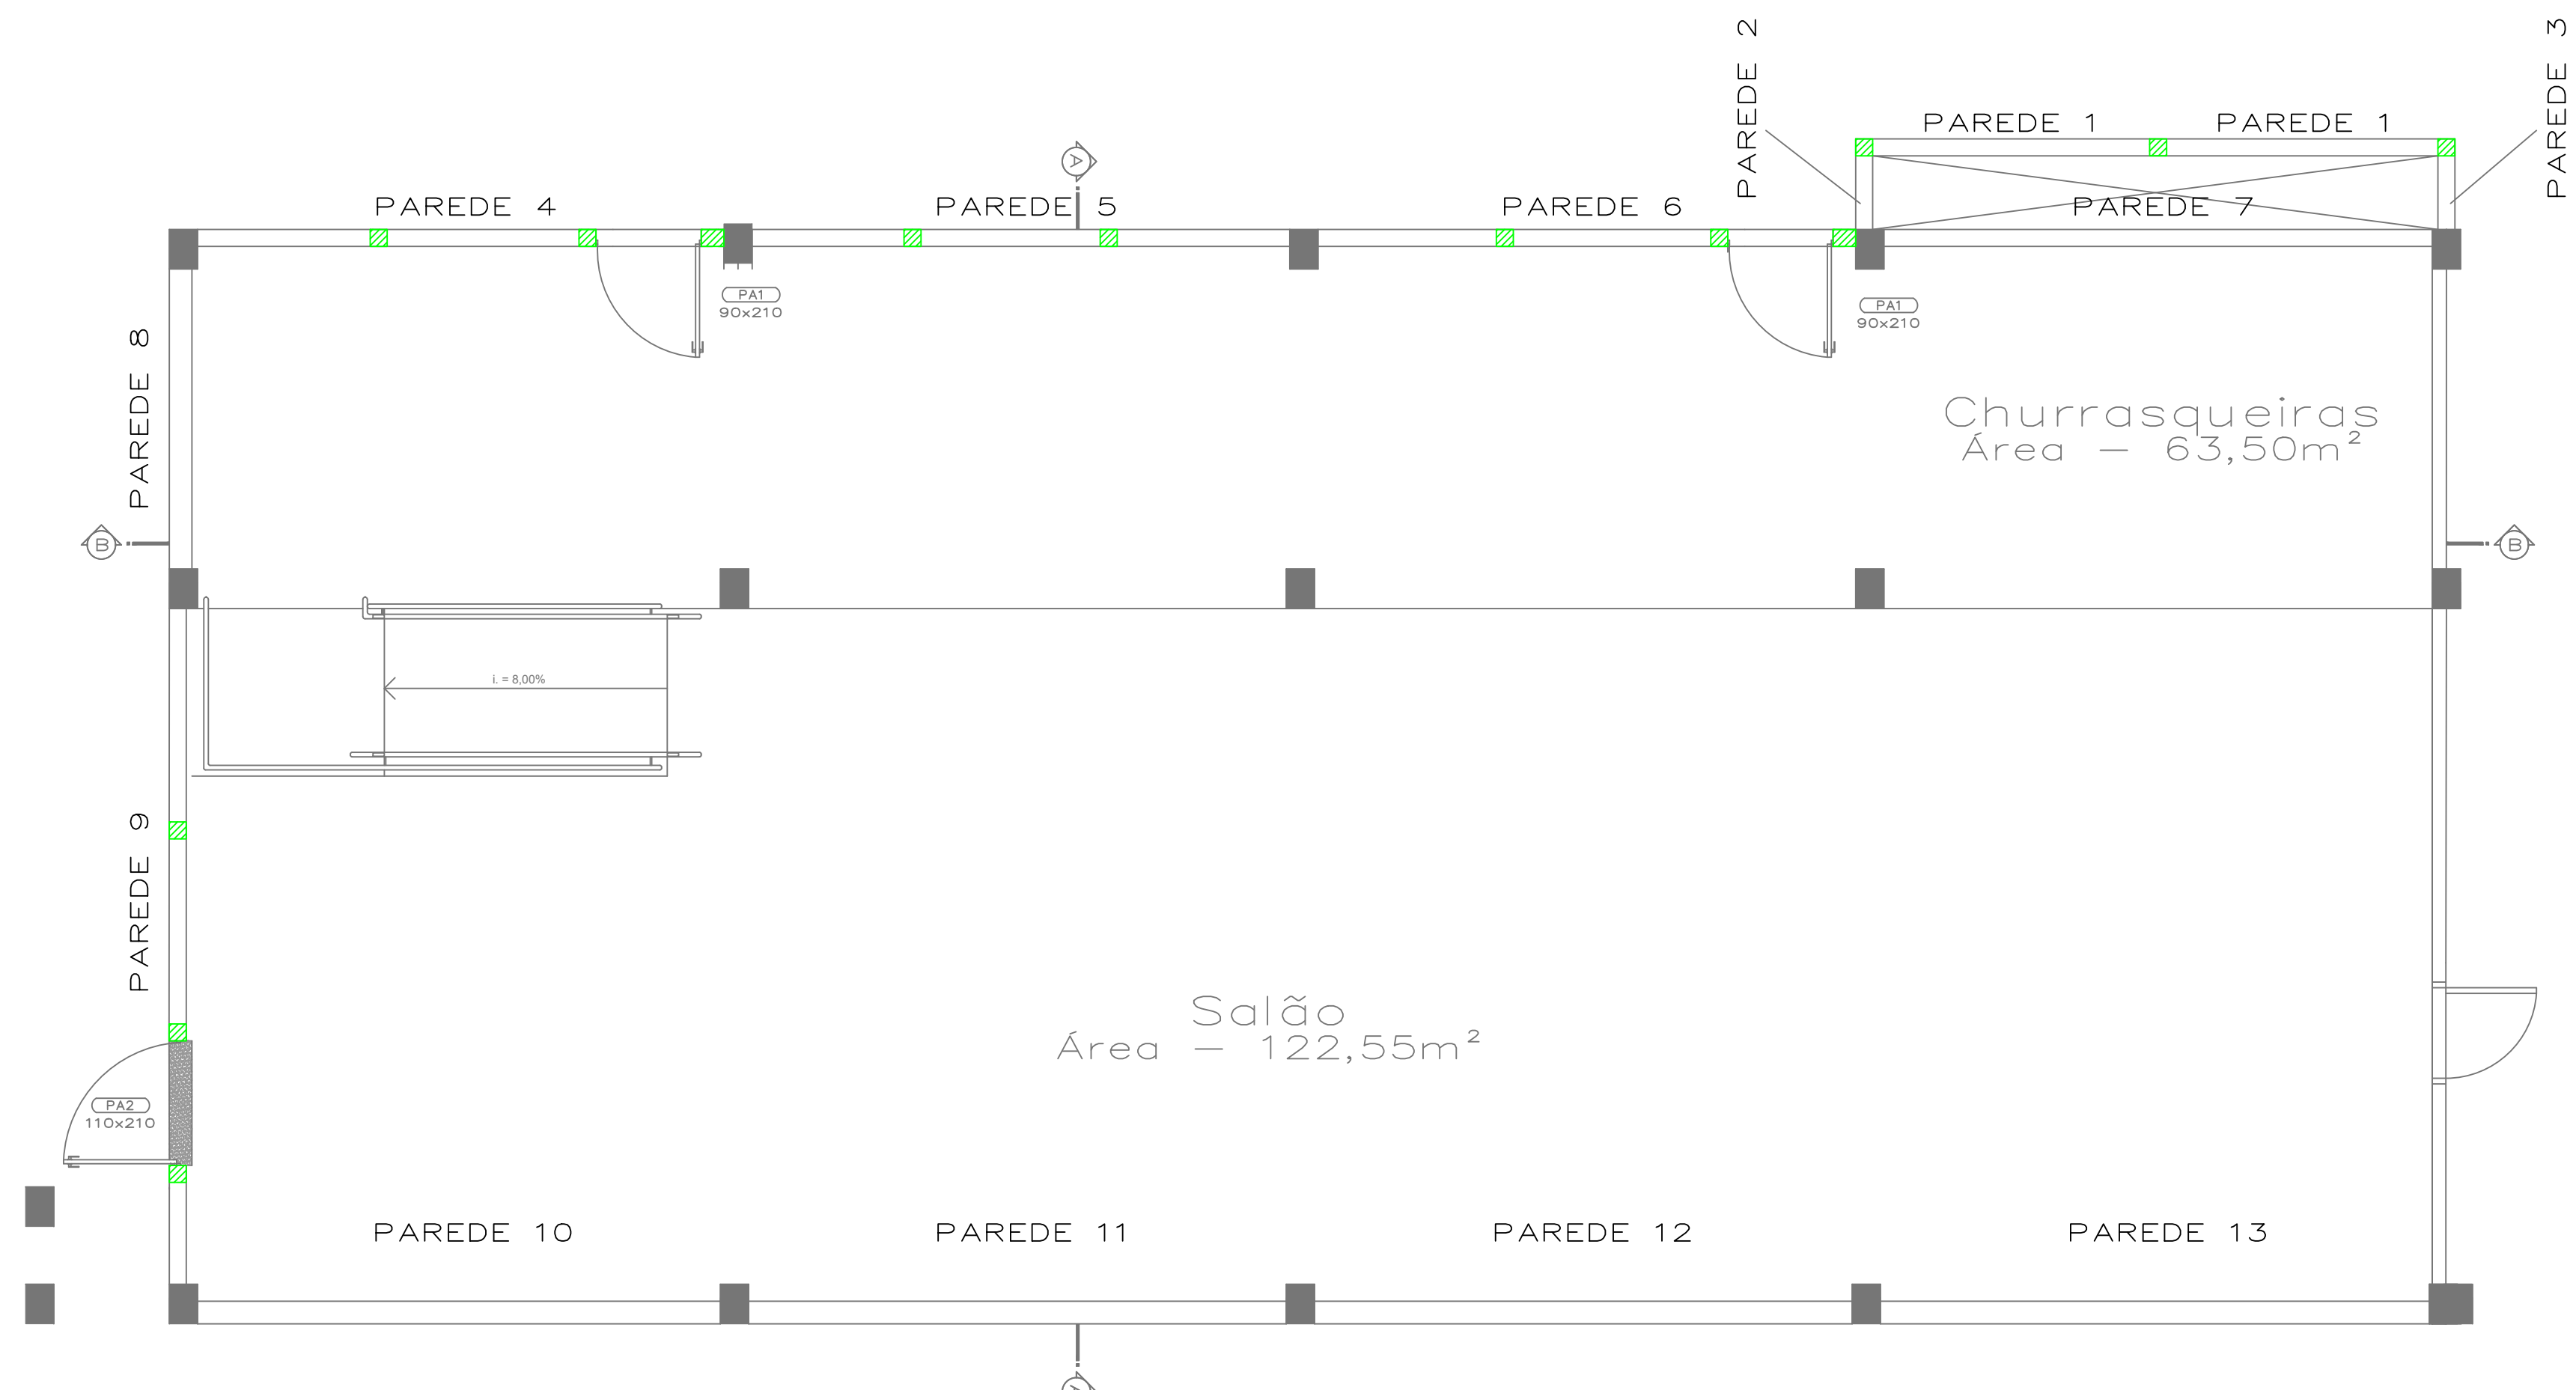 PAREDE 2
PAREDE 3
PAREDE 1
PAREDE 1
A
PAREDE 4
PAREDE 5
PAREDE 6
PAREDE 7
PA1
90x210
PA1
90x210
PAREDE 8
Churrasqueiras
Área – 63,50m²
B
B
i. = 8,00%
PAREDE 9
Salão
Área – 122,55m²
PA2
110x210
PAREDE 10
PAREDE 11
PAREDE 12
PAREDE 13